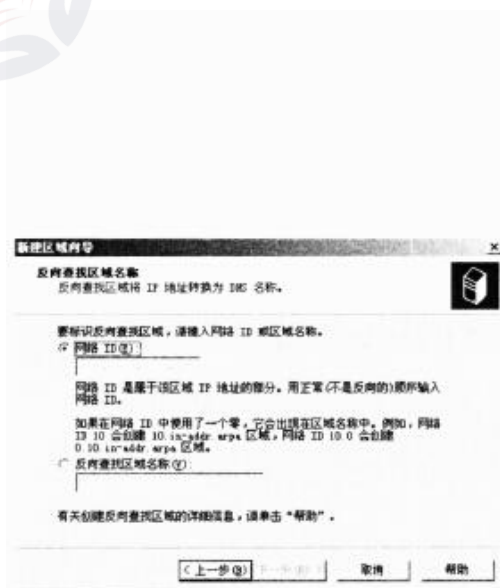 新建区域向导
反向查找区域名称
反向查找区域将 IP 地址转换为 DNS 名称。
要标识反向查找区域，请键入网络 ID 或区域名称。
网络 ID(E):
网络 ID 是属于该区域 IP 地址的部分。用正常(不是反向的)顺序输入
网络 ID。
如果在网络 ID 中使用了一个零，它会出现在区域名称中。例如，网络
ID 10 会创建 10.in-addr.arpa 区域，网络 ID 10.0 会创建
0.10.in-addr.arpa 区域。
反向查找区域名称(V):
有关创建反向查找区域的详细信息，请单击“帮助”。
<上一步(B) 取消 帮助